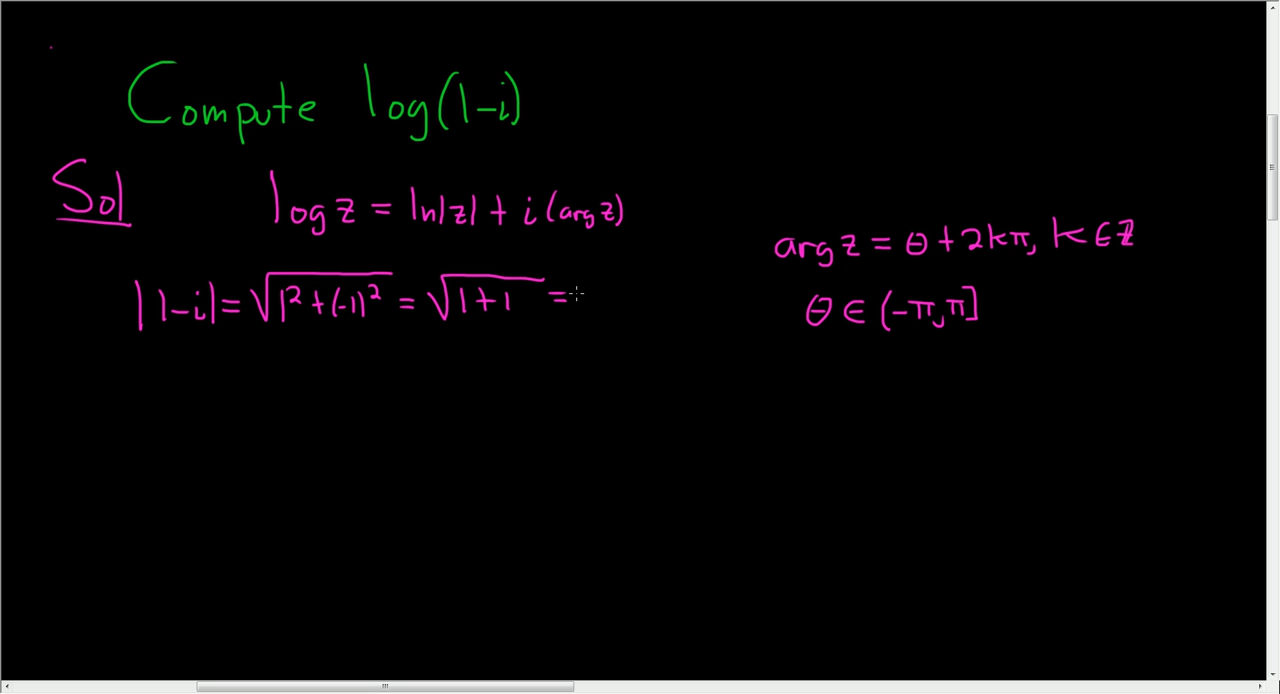 Compute log(1-i)
Sol log z = ln|z| + i (arg z)
arg z = θ + 2kπ, k ∈ ℤ
|1-i| = √(1² + (-1)²) = √(1+1) =
θ ∈ (-π, π]